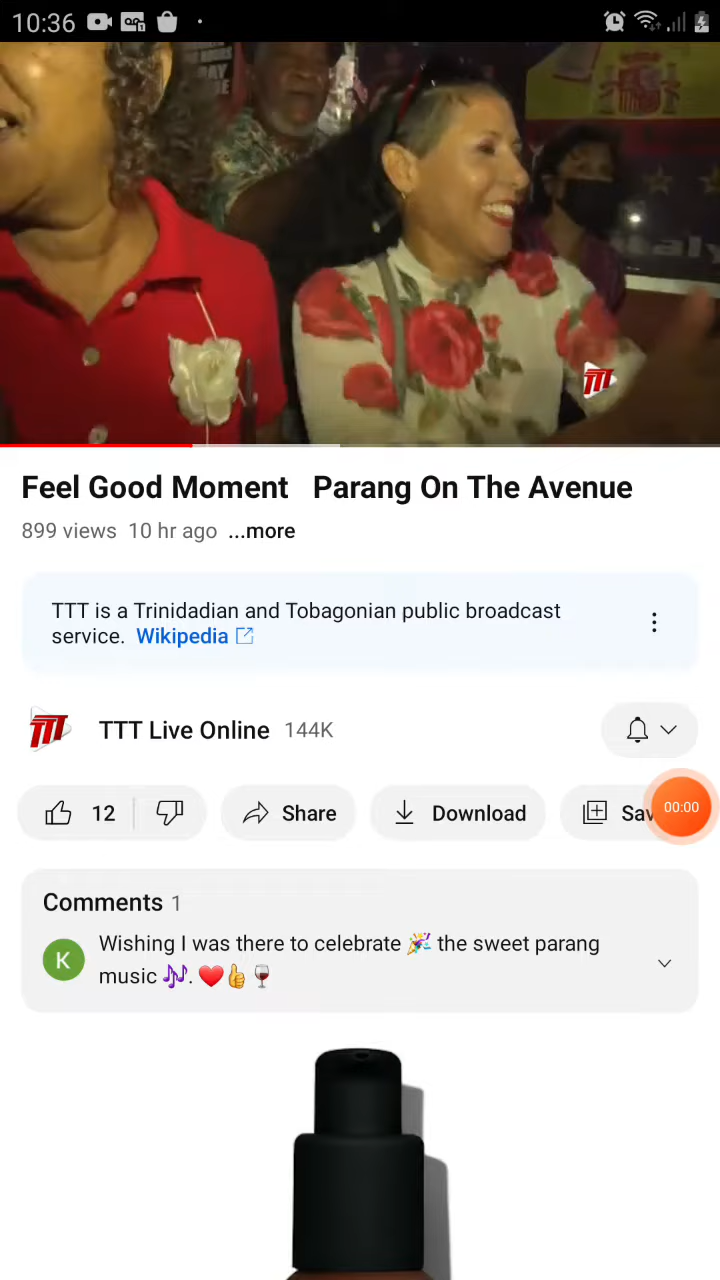 10:36
TTT
Feel Good Moment   Parang On The Avenue
899 views 10 hr ago ...more
TTT is a Trinidadian and Tobagonian public broadcast
service. Wikipedia
TTT TTT Live Online 144K
12 Share Download Sav
00:00
Comments 1
K Wishing I was there to celebrate 🎉 the sweet parang
music 🎶. ❤️👍🍷